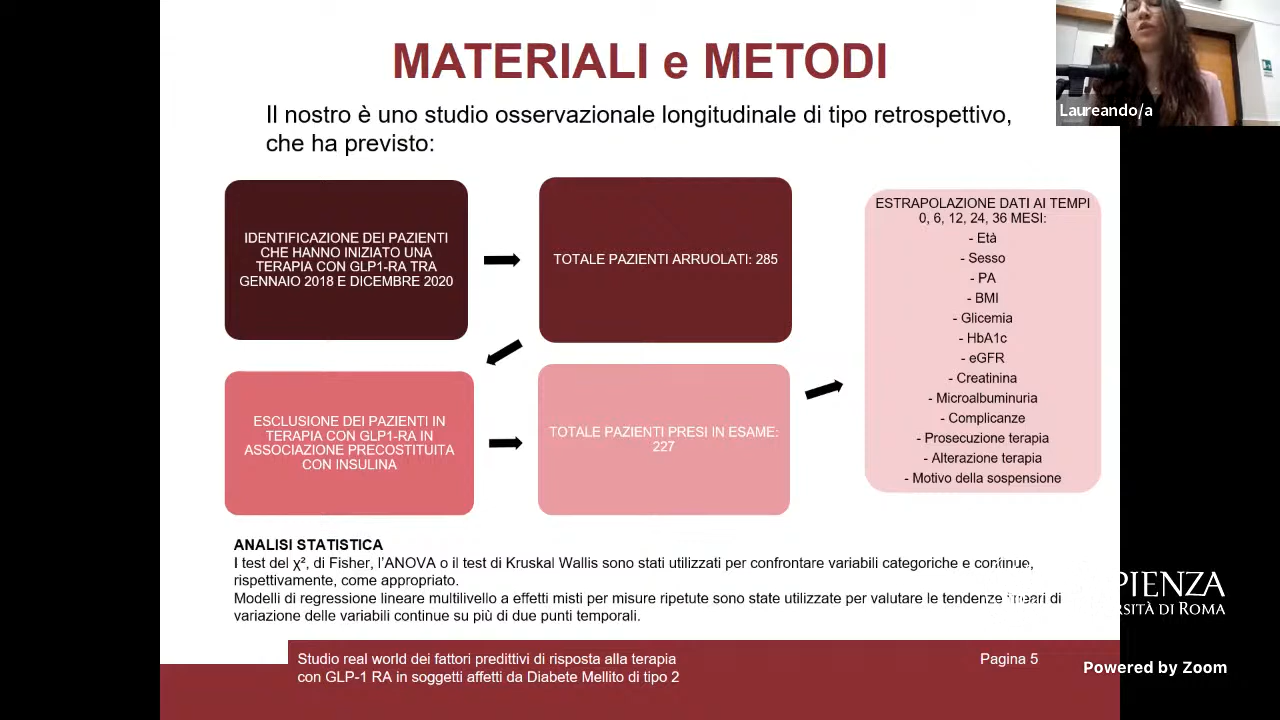 MATERIALI e METODI
Laureando/a
Il nostro è uno studio osservazionale longitudinale di tipo retrospettivo,
che ha previsto:
IDENTIFICAZIONE DEI PAZIENTI
CHE HANNO INIZIATO UNA
TERAPIA CON GLP1-RA TRA
GENNAIO 2018 E DICEMBRE 2020
TOTALE PAZIENTI ARRUOLATI: 285
ESCLUSIONE DEI PAZIENTI IN
TERAPIA CON GLP1-RA IN
ASSOCIAZIONE PRECOSTITUITA
CON INSULINA
TOTALE PAZIENTI PRESI IN ESAME:
227
ESTRAPOLAZIONE DATI AI TEMPI
0, 6, 12, 24, 36 MESI:
- Età
- Sesso
- PA
- BMI
- Glicemia
- HbA1c
- eGFR
- Creatinina
- Microalbuminuria
- Complicanze
- Prosecuzione terapia
- Alterazione terapia
- Motivo della sospensione
ANALISI STATISTICA
I test del χ², di Fisher, l’ANOVA o il test di Kruskal Wallis sono stati utilizzati per confrontare variabili categoriche e continue,
rispettivamente, come appropriato.
Modelli di regressione lineare multilivello a effetti misti per misure ripetute sono state utilizzate per valutare le tendenze lineari di
variazione delle variabili continue su più di due punti temporali.
PIENZA
RSITÀ DI ROMA
Studio real world dei fattori predittivi di risposta alla terapia
con GLP-1 RA in soggetti affetti da Diabete Mellito di tipo 2
Pagina 5
Powered by Zoom